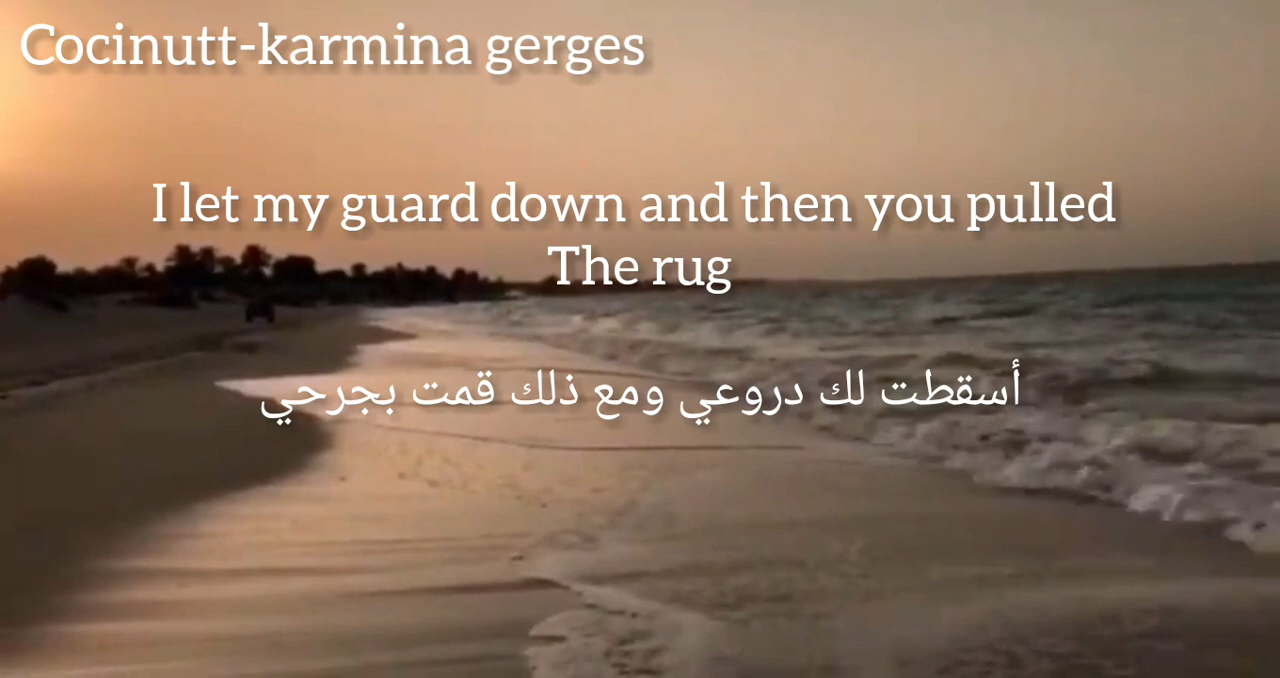 Cocinutt-karmina gerges
I let my guard down and then you pulled
The rug
أسقطت لك دروعي ومع ذلك قمت بجرحي